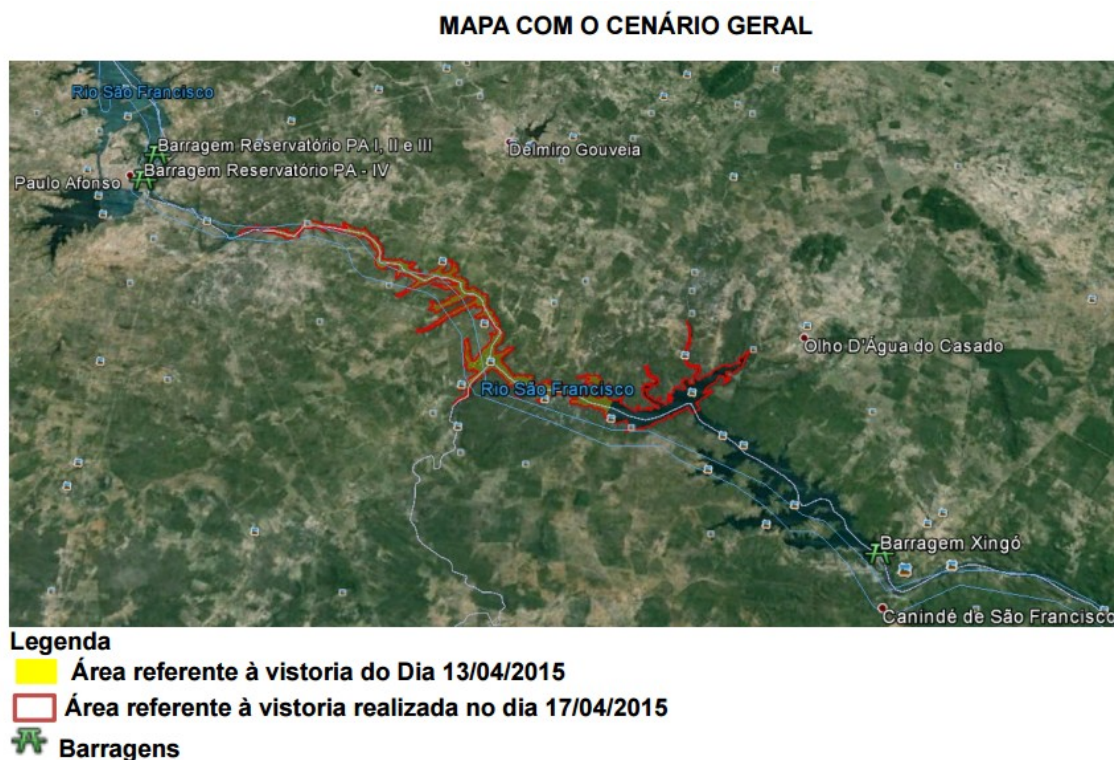 MAPA COM O CENÁRIO GERAL
Rio São Francisco
Barragem Reservatório PA I, II e III
Delmiro Gouveia
Barragem Reservatório PA - IV
Paulo Afonso
Olho D'Água do Casado
Rio São Francisco
Barragem Xingó
Canindé de São Francisco
Legenda
Área referente à vistoria do Dia 13/04/2015
Área referente à vistoria realizada no dia 17/04/2015
Barragens